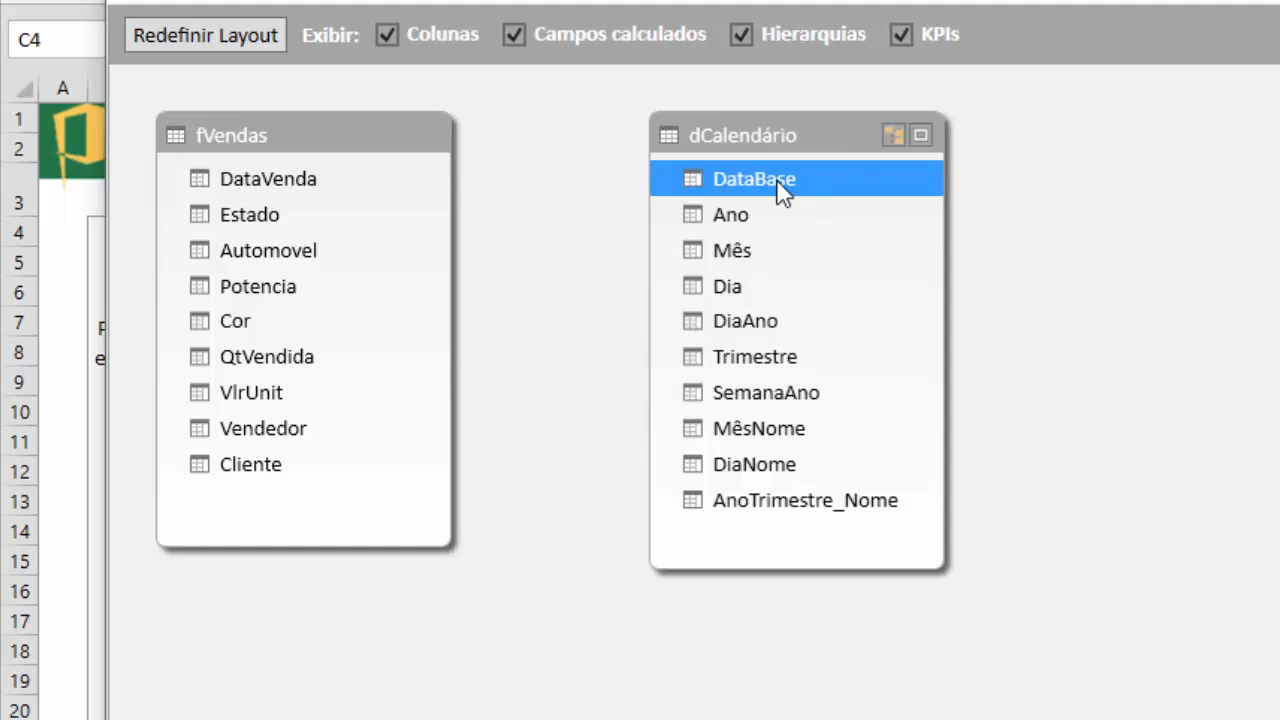 C4
Redefinir Layout Exibir: Colunas Campos calculados Hierarquias KPIs
A
1
2
3
4
5
6
7
8
9
10
11
12
13
14
15
16
17
18
19
20
fVendas
DataVenda
Estado
Automovel
Potencia
Cor
QtVendida
VlrUnit
Vendedor
Cliente
dCalendário
DataBase
Ano
Mês
Dia
DiaAno
Trimestre
SemanaAno
MêsNome
DiaNome
AnoTrimestre_Nome